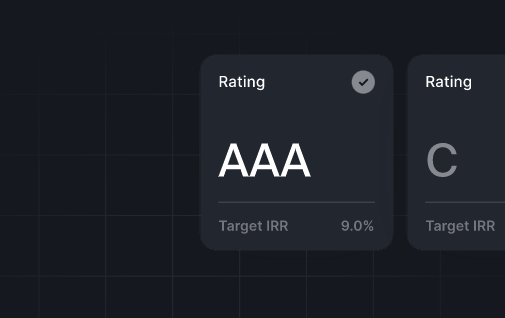 Rating
AAA
Target IRR 9.0%
Rating
C
Target IRR